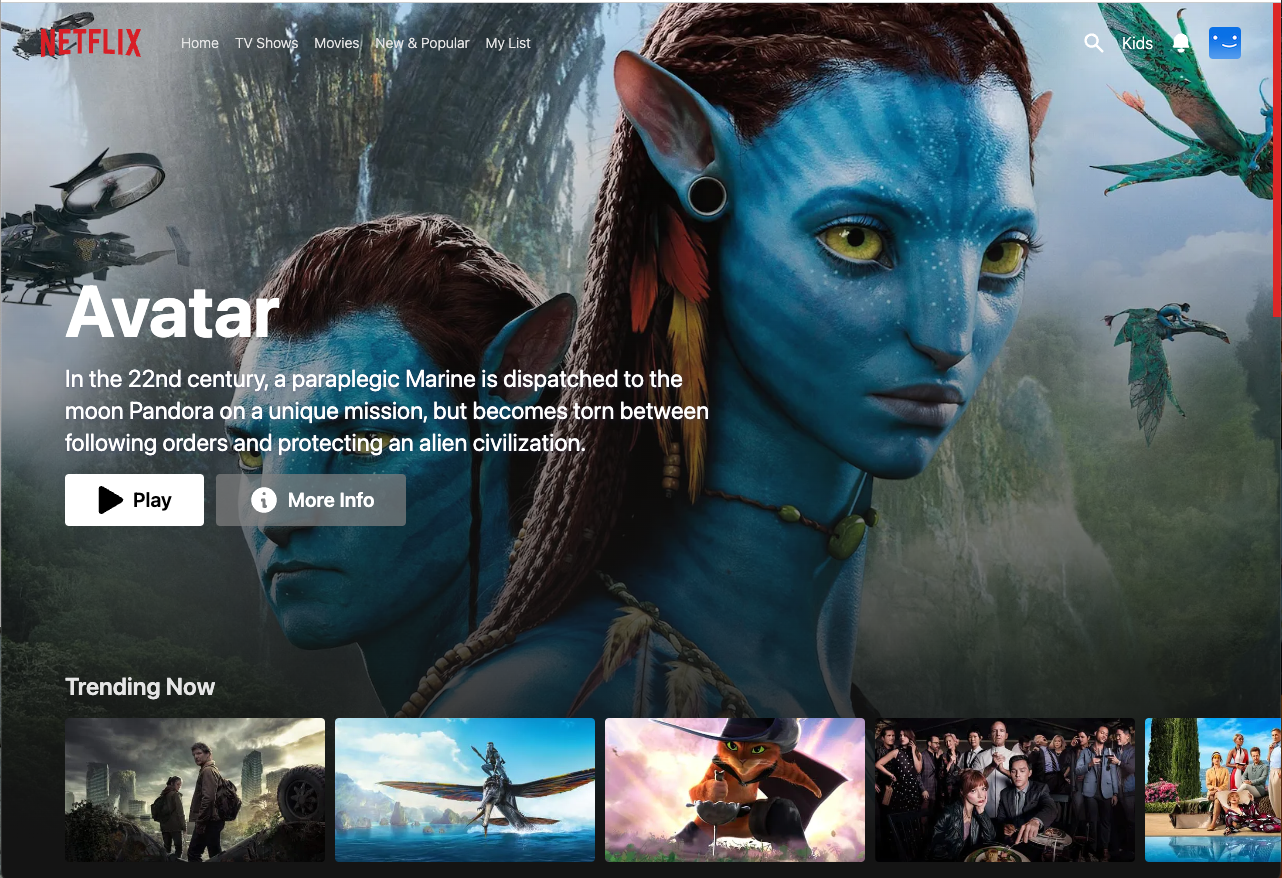 NETFLIX
Home TV Shows Movies New & Popular My List
Kids
Avatar
In the 22nd century, a paraplegic Marine is dispatched to the
moon Pandora on a unique mission, but becomes torn between
following orders and protecting an alien civilization.
Play
More Info
Trending Now